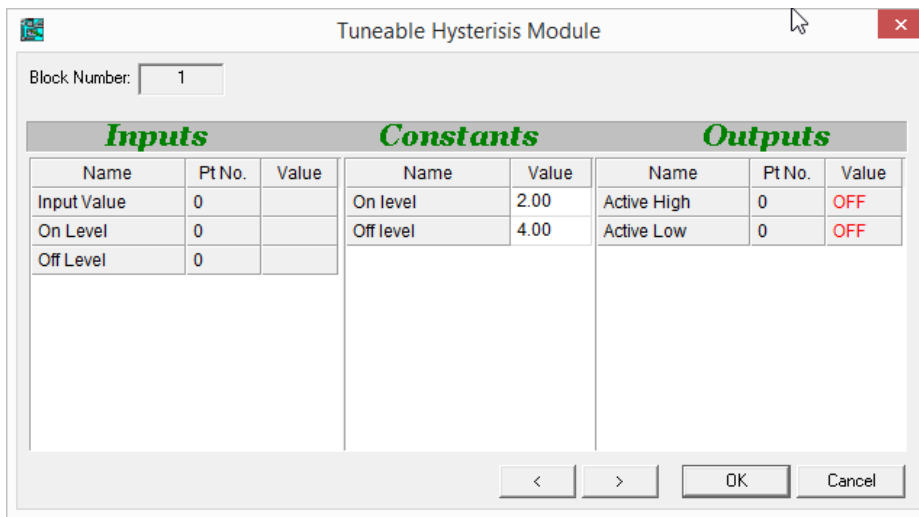 Tuneable Hysterisis Module
Block Number: 1
Inputs Constants Outputs
Name Pt No. Value Name Value Name Pt No. Value
Input Value 0 On level 2.00 Active High 0 OFF
On Level 0 Off level 4.00 Active Low 0 OFF
Off Level 0
< > OK Cancel